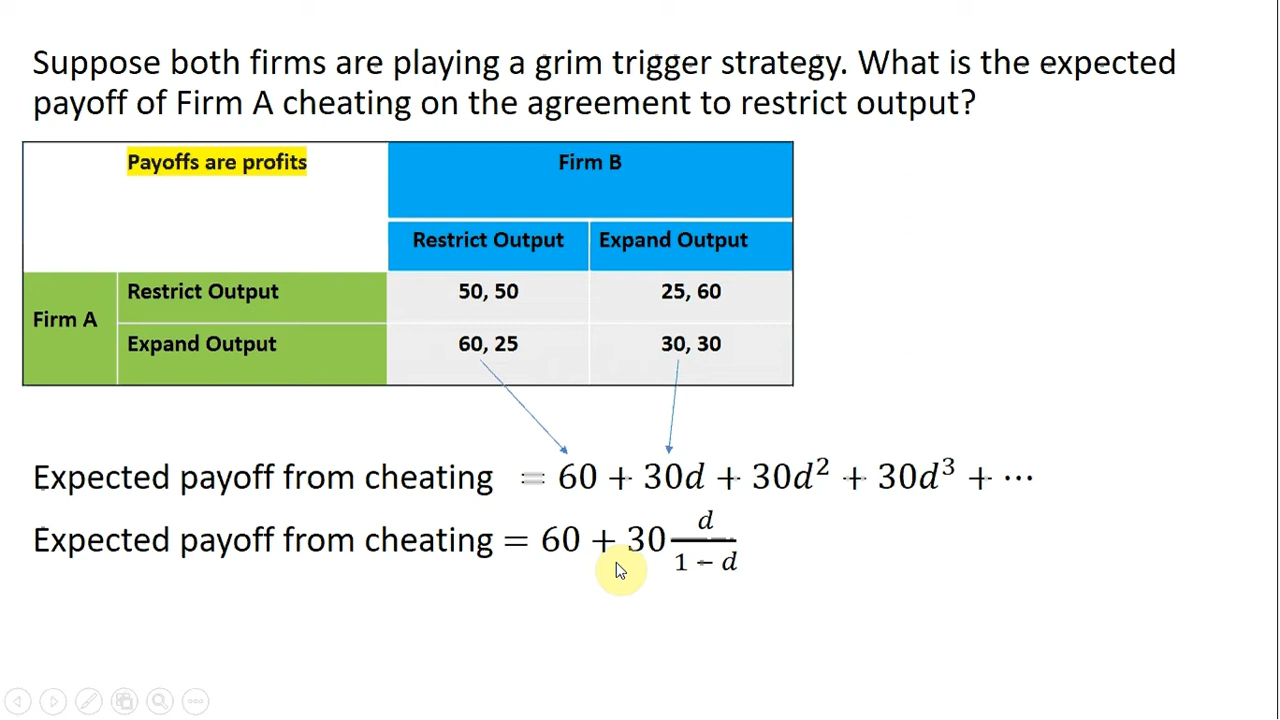 Suppose both firms are playing a grim trigger strategy. What is the expected
payoff of Firm A cheating on the agreement to restrict output?
Payoffs are profits
Firm B
Restrict Output
Expand Output
Firm A
Restrict Output
50, 50
25, 60
Expand Output
60, 25
30, 30
Expected payoff from cheating = 60 + 30d + 30d² + 30d³ + ⋯
Expected payoff from cheating = 60 + 30 d/(1 − d)